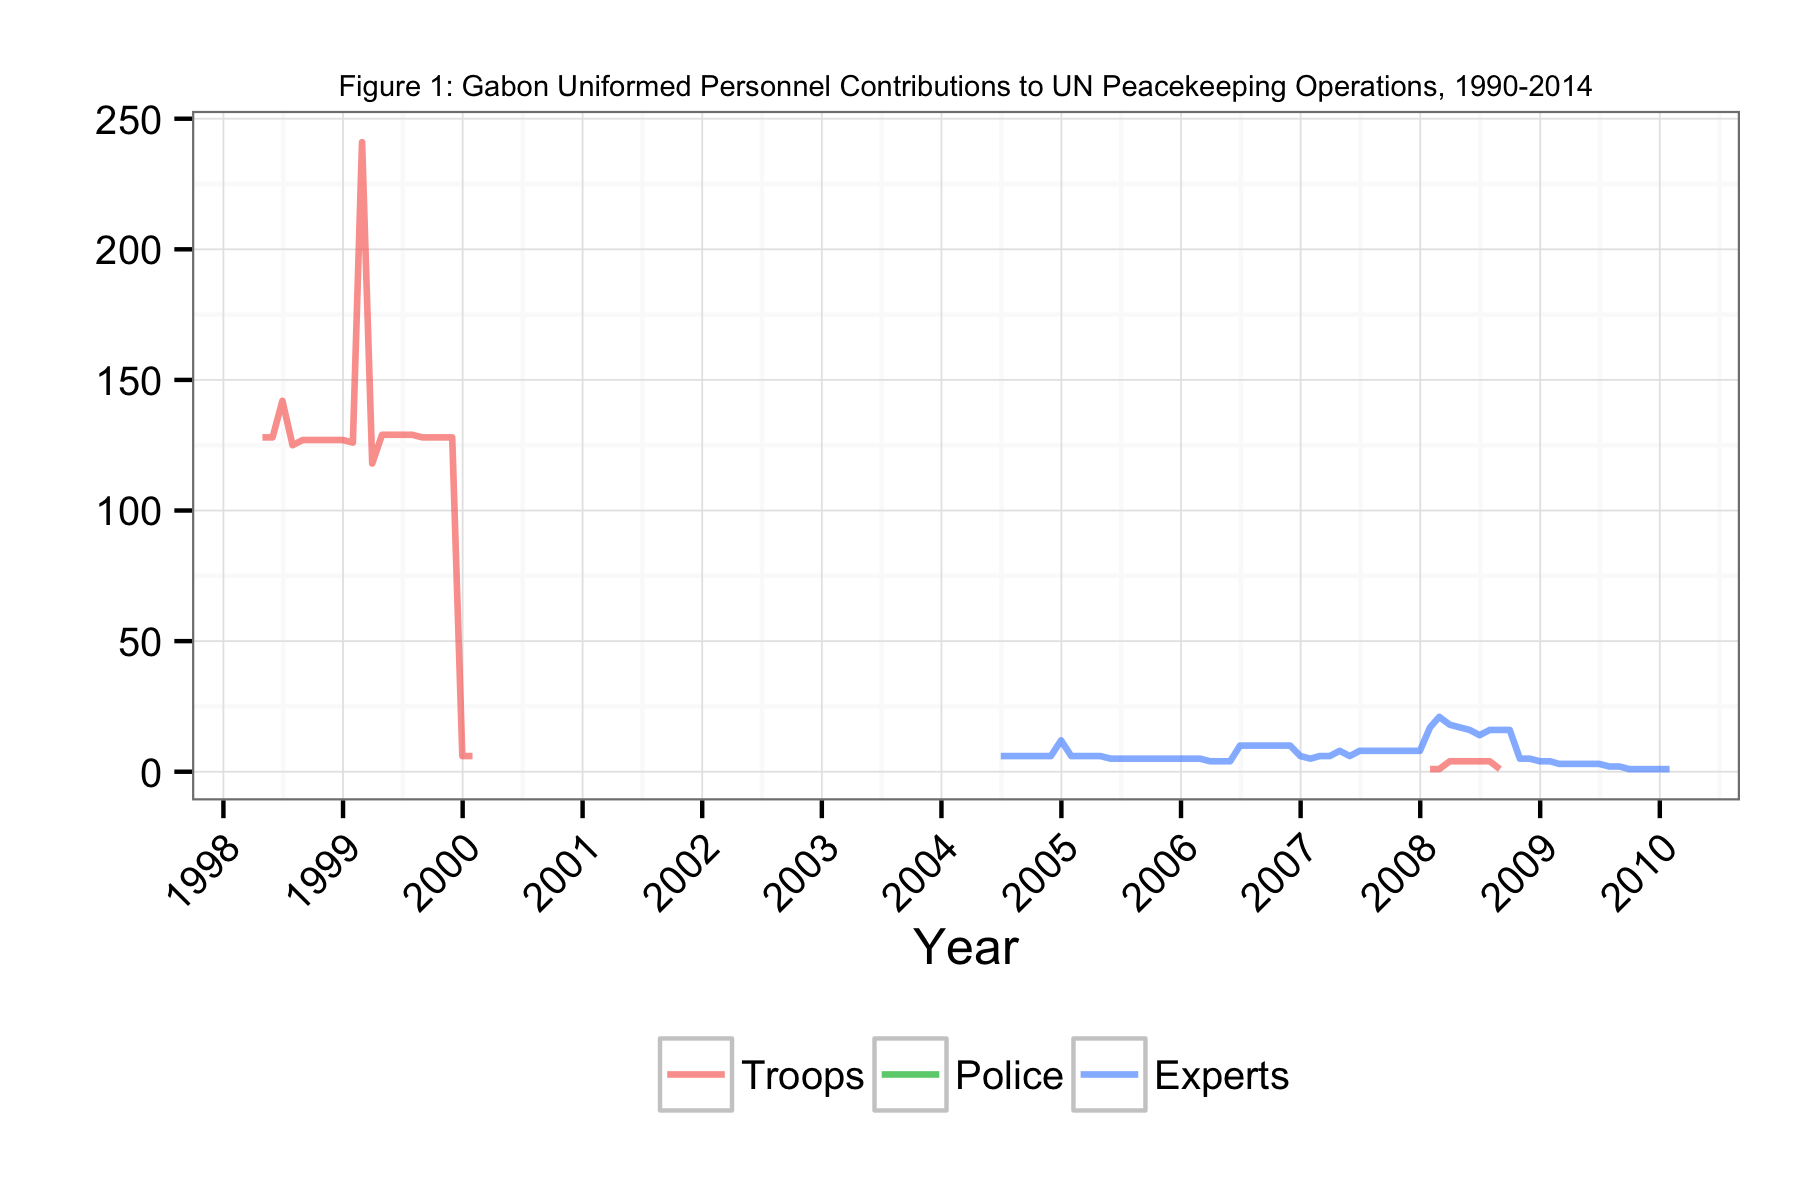 Figure 1: Gabon Uniformed Personnel Contributions to UN Peacekeeping Operations, 1990-2014
250
200
150
100
50
0
1998 1999 2000 2001 2002 2003 2004 2005 2006 2007 2008 2009 2010
Year
Troops Police Experts